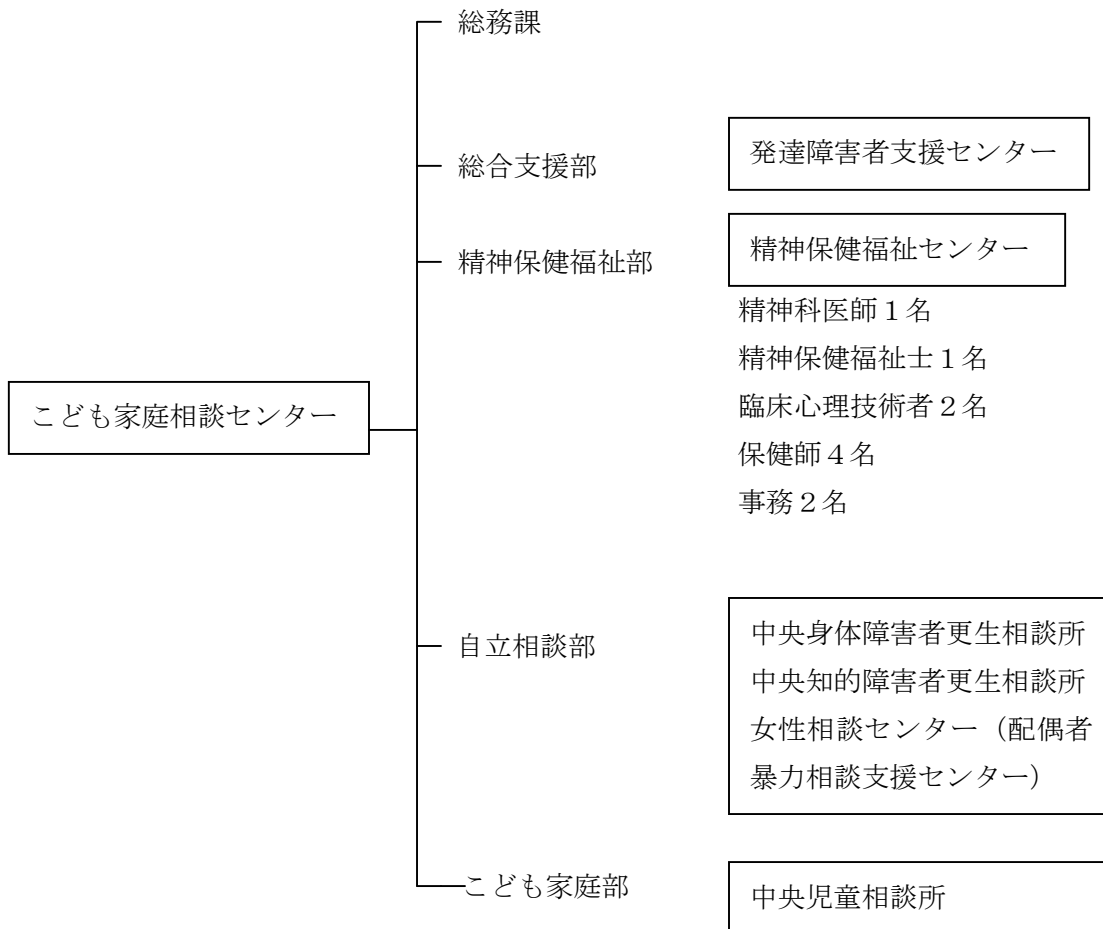 総務課
総合支援部
発達障害者支援センター
精神保健福祉部
精神保健福祉センター
精神科医師１名
精神保健福祉士１名
臨床心理技術者２名
保健師４名
事務２名
こども家庭相談センター
自立相談部
中央身体障害者更生相談所
中央知的障害者更生相談所
女性相談センター（配偶者
暴力相談支援センター）
こども家庭部
中央児童相談所